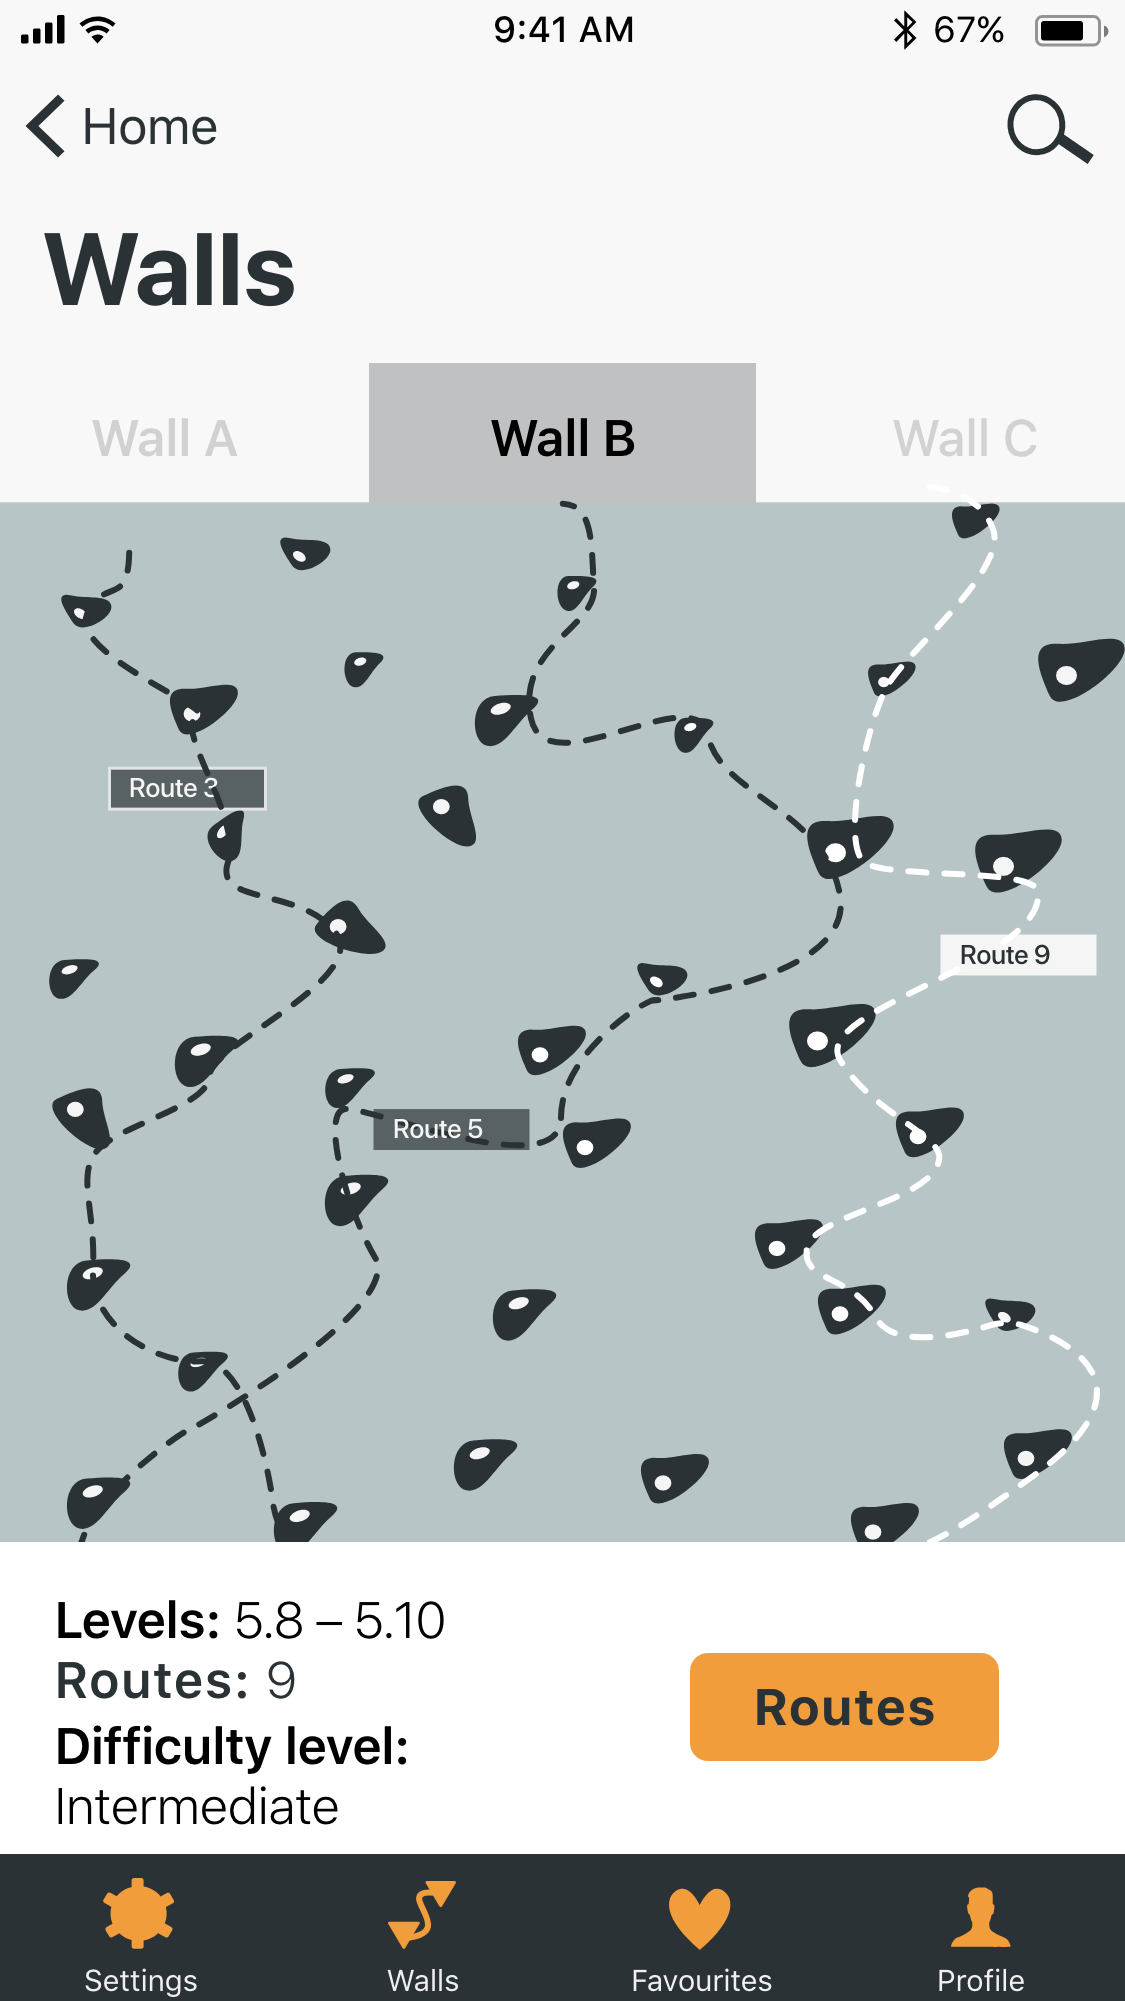 9:41 AM
67%
Home
Walls
Wall A
Wall B
Wall C
Route 3
Route 9
Route 5
Levels: 5.8 – 5.10
Routes: 9
Routes
Difficulty level:
Intermediate
Settings
Walls
Favourites
Profile